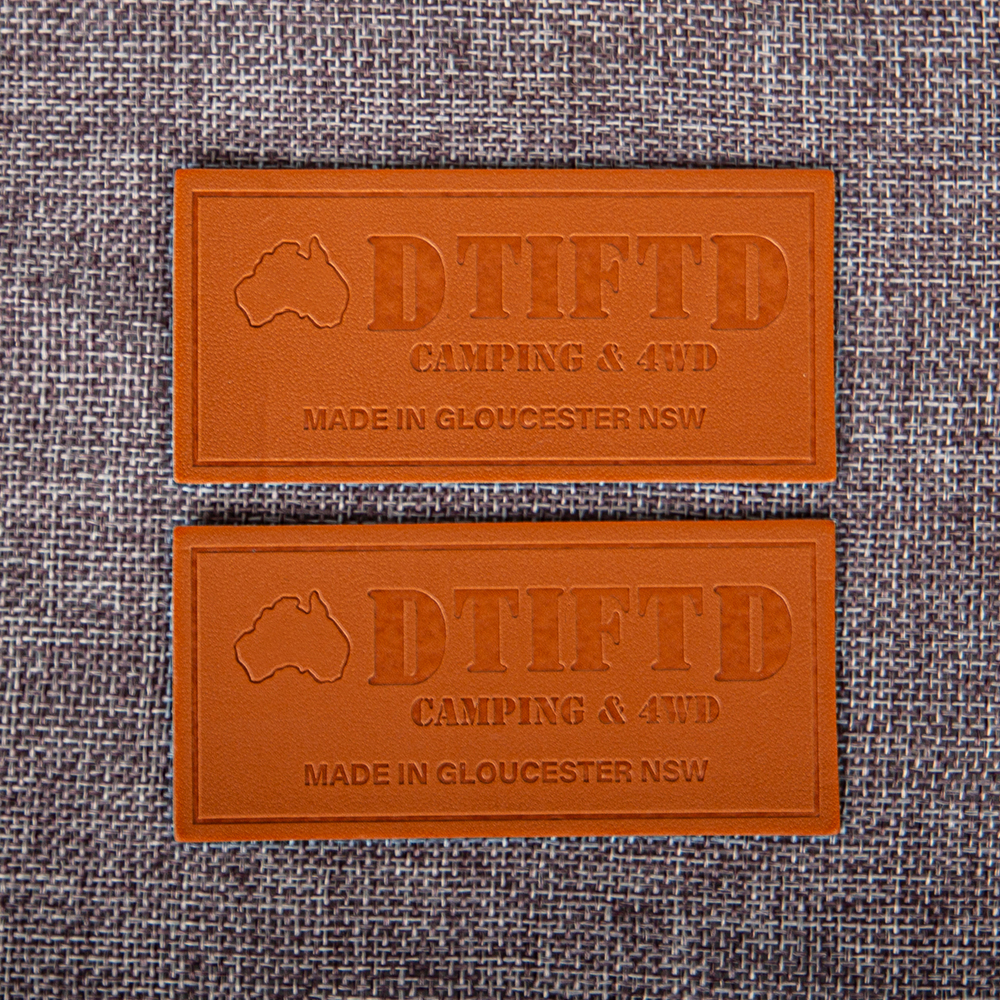 DTIFTD
CAMPING & 4WD
MADE IN GLOUCESTER NSW
DTIFTD
CAMPING & 4WD
MADE IN GLOUCESTER NSW